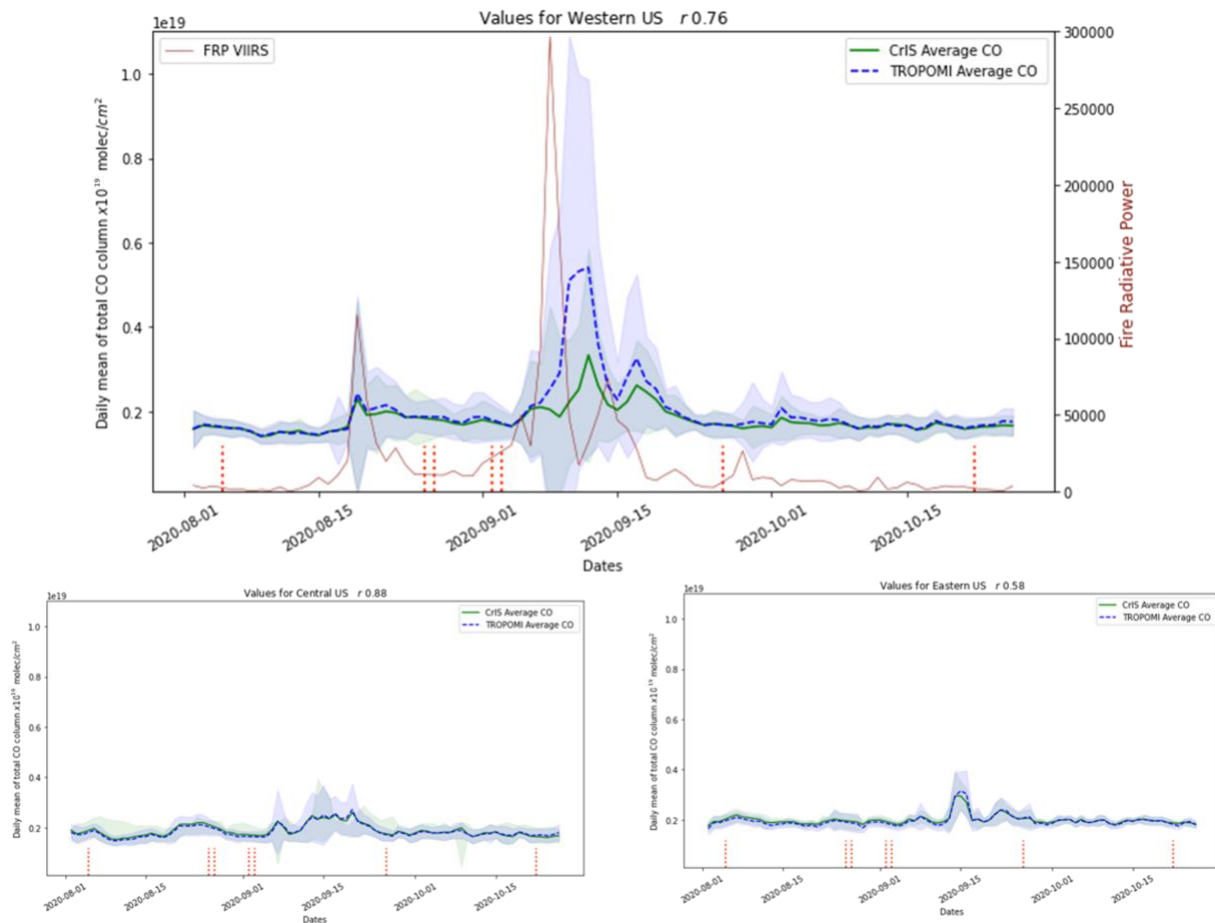 Values for Western US r 0.76
1e19
FRP VIIRS
CrIS Average CO
TROPOMI Average CO
Daily mean of total CO column x10¹⁹ molec/cm²
1.0
0.8
0.6
0.4
0.2
300000
250000
200000
150000
100000
50000
0
Fire Radiative Power
2020-08-01
2020-08-15
2020-09-01
2020-09-15
2020-10-01
2020-10-15
Dates
Values for Central US r 0.88
1e19
CrIS Average CO
TROPOMI Average CO
Daily mean of total CO column x10¹⁹ molec/cm²
1.0
0.8
0.6
0.4
0.2
2020-08-01
2020-08-15
2020-09-01
2020-09-15
2020-10-01
2020-10-15
Dates
Values for Eastern US r 0.58
1e19
CrIS Average CO
TROPOMI Average CO
Daily mean of total CO column x10¹⁹ molec/cm²
1.0
0.8
0.6
0.4
0.2
2020-08-01
2020-08-15
2020-09-01
2020-09-15
2020-10-01
2020-10-15
Dates